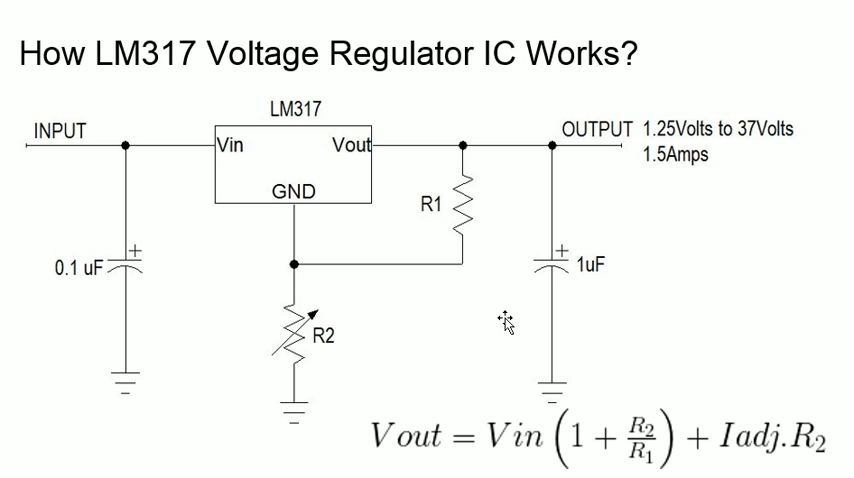 How LM317 Voltage Regulator IC Works?
LM317
INPUT
OUTPUT 1.25Volts to 37Volts
1.5Amps
Vin
Vout
GND
R1
0.1 uF
+
+
1uF
R2
Vout = Vin (1 + R₂/R₁) + Iadj.R₂